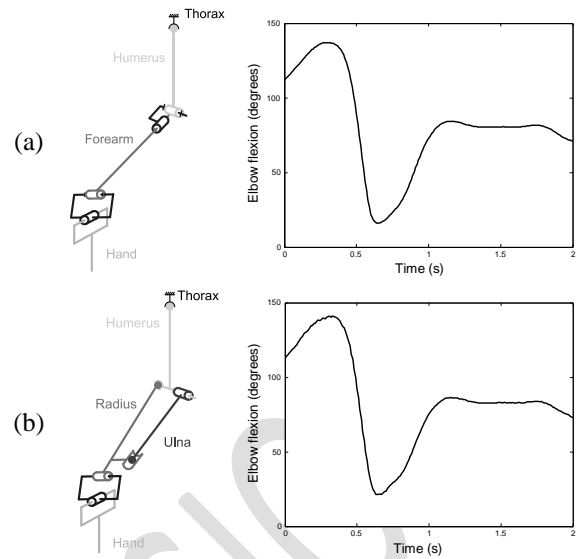 (a)
Thorax
Humerus
Forearm
Hand
Elbow flexion (degrees)
150
100
50
0
0 0.5 1 1.5 2
Time (s)
(b)
Thorax
Humerus
Radius
Ulna
Hand
Elbow flexion (degrees)
150
100
50
0
0 0.5 1 1.5 2
Time (s)